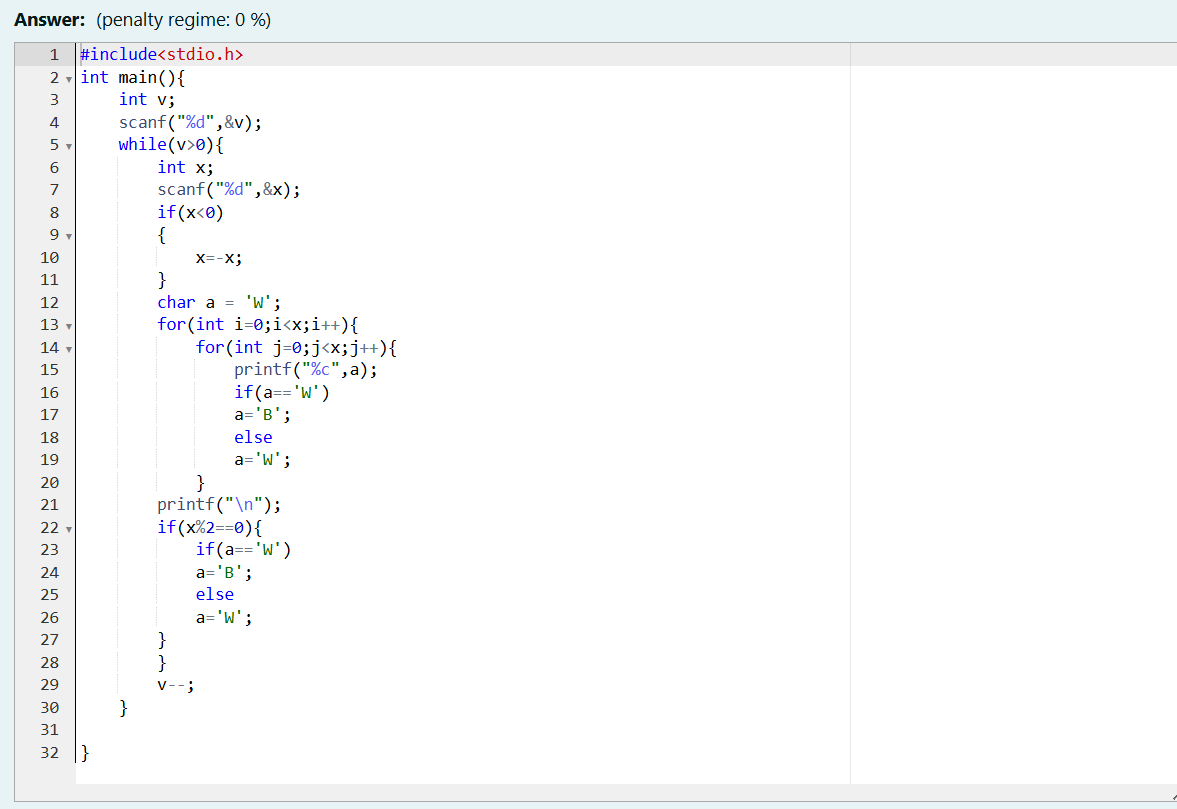 Answer: (penalty regime: 0 %)
1 #include<stdio.h>
2 int main(){
3     int v;
4     scanf("%d",&v);
5     while(v>0){
6         int x;
7         scanf("%d",&x);
8         if(x<0)
9         {
10             x=-x;
11         }
12         char a = 'W';
13         for(int i=0;i<x;i++){
14             for(int j=0;j<x;j++){
15                 printf("%c",a);
16                 if(a=='W')
17                 a='B';
18                 else
19                 a='W';
20             }
21         printf("\n");
22         if(x%2==0){
23             if(a=='W')
24             a='B';
25             else
26             a='W';
27         }
28         }
29         v--;
30     }
31
32 }